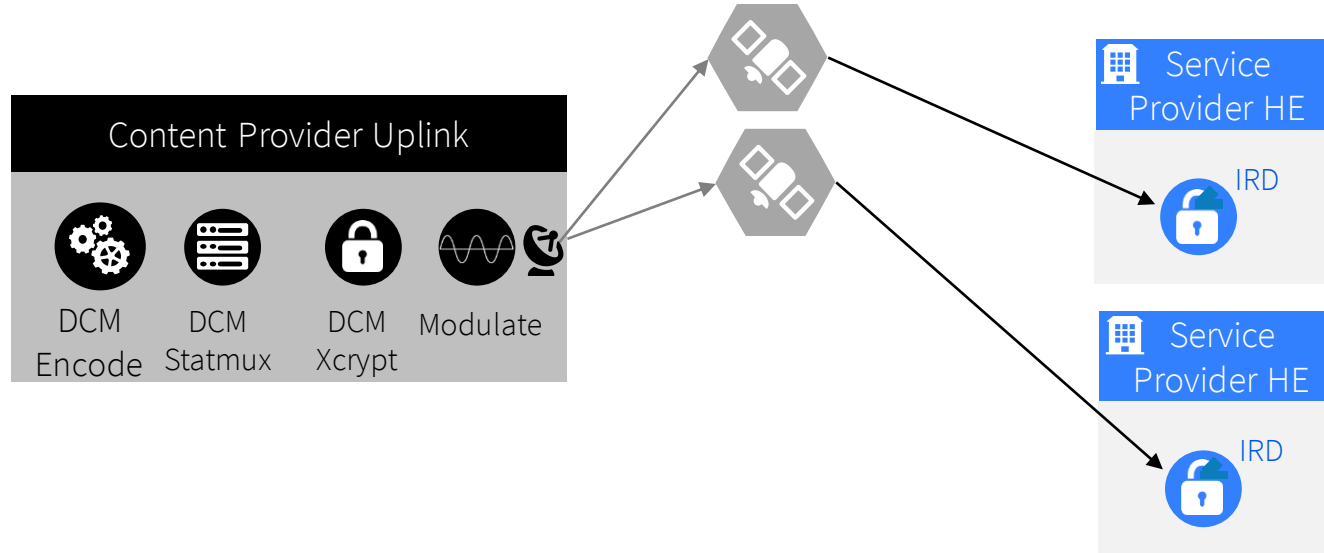 Content Provider Uplink
DCM
Encode
DCM
Statmux
DCM
Xcrypt
Modulate
Service
Provider HE
IRD
Service
Provider HE
IRD